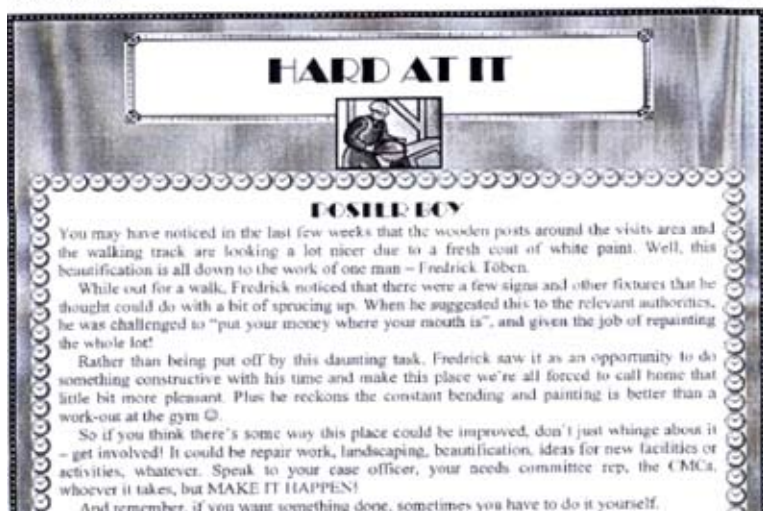 HARD AT IT
POSTER BOY
You may have noticed in the last few weeks that the wooden posts around the visits area and
the walking track are looking a lot nicer due to a fresh coat of white paint. Well, this
beautification is all down to the work of one man – Fredrick Töben.
While out for a walk, Fredrick noticed that there were a few signs and other fixtures that he
thought could do with a bit of sprucing up. When he suggested this to the relevant authorities,
he was challenged to "put your money where your mouth is", and given the job of repainting
the whole lot!
Rather than being put off by this daunting task, Fredrick saw it as an opportunity to do
something constructive with his time and make this place we're all forced to call home that
little bit more pleasant. Plus he reckons the constant bending and painting is better than a
work-out at the gym ☺.
So if you think there's some way this place could be improved, don't just whinge about it
– get involved! It could be repair work, landscaping, beautification, ideas for new facilities or
activities, whatever. Speak to your case officer, your needs committee rep, the CMCs,
whoever it takes, but MAKE IT HAPPEN!
And remember, if you want something done, sometimes you have to do it yourself.